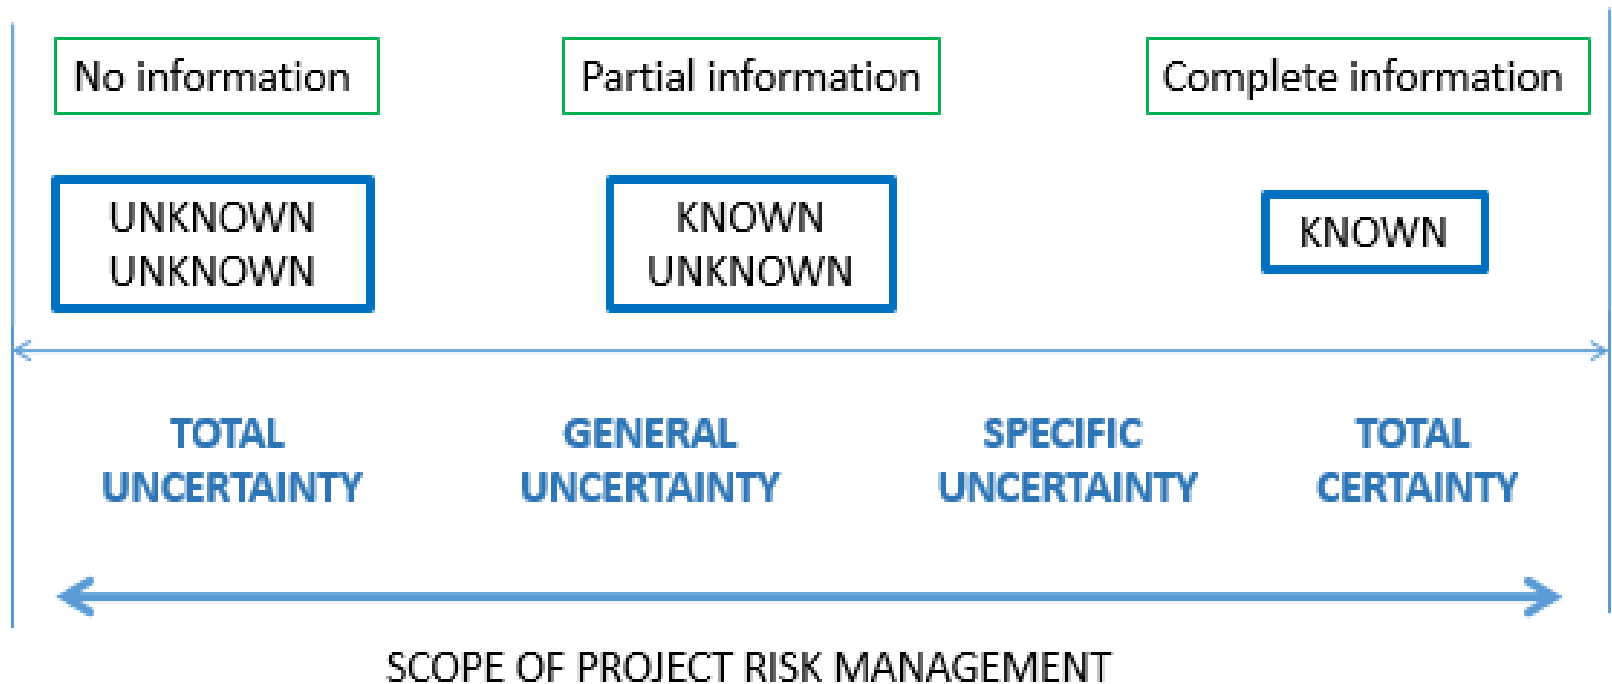 No information
Partial information
Complete information
UNKNOWN
UNKNOWN
KNOWN
UNKNOWN
KNOWN
TOTAL
UNCERTAINTY
GENERAL
UNCERTAINTY
SPECIFIC
UNCERTAINTY
TOTAL
CERTAINTY
SCOPE OF PROJECT RISK MANAGEMENT